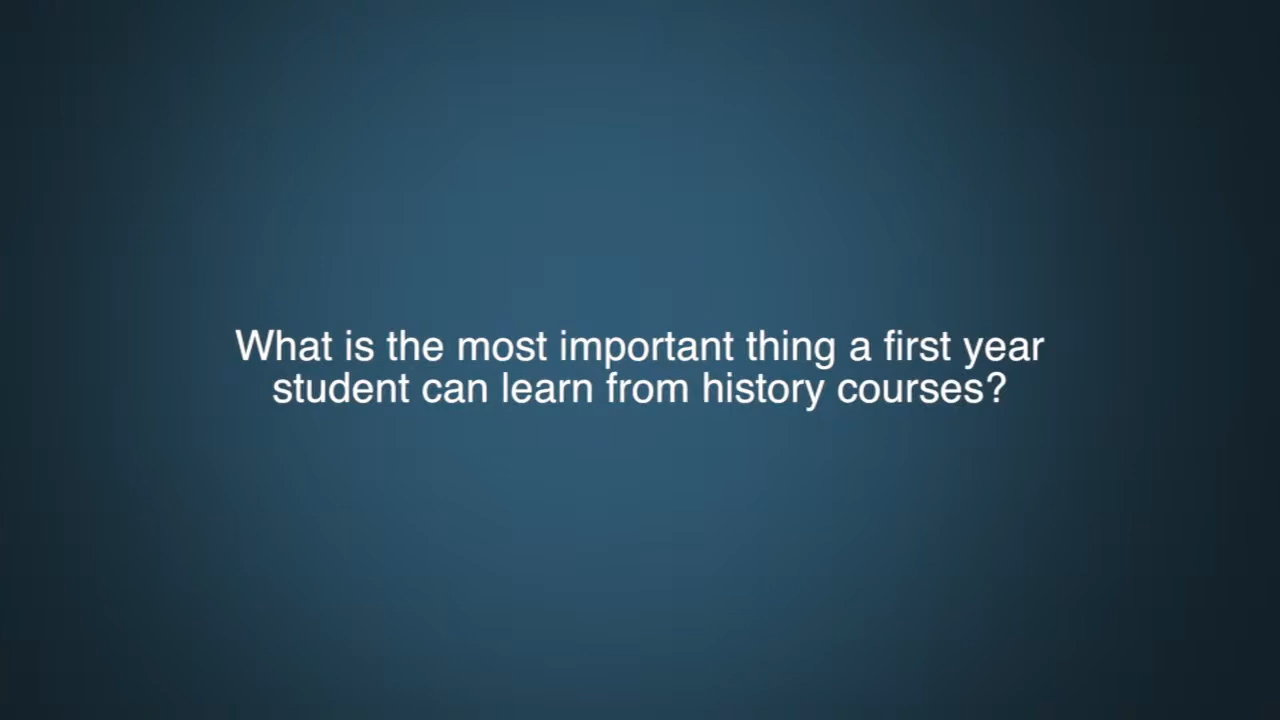 What is the most important thing a first year
student can learn from history courses?